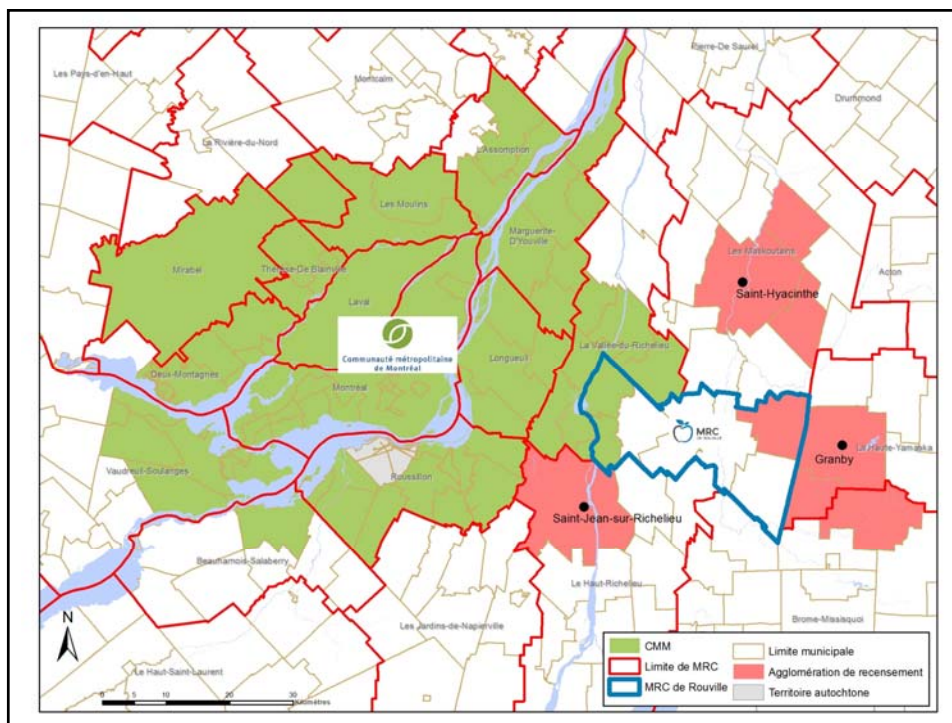 Pierre-De Saurel
Les Pays-d'en-Haut
Montcalm
Drummond
La Rivière-du-Nord
L'Assomption
Les Moulins
Marguerite-
D'Youville
Les Maskoutains
Mirabel
Thérèse-De Blainville
Acton
Saint-Hyacinthe
Laval
Communauté métropolitaine
de Montréal
Longueuil
La Vallée-du-Richelieu
Deux-Montagnes
Montréal
MRC
DE ROUVILLE
La Haute-Yamaska
Granby
Vaudreuil-Soulanges
Roussillon
Saint-Jean-sur-Richelieu
Beauharnois-Salaberry
Le Haut-Richelieu
Les Jardins-de-Napierville
Brome-Missisquoi
Le Haut-Saint-Laurent
N
0 5 10 20 30
Kilomètres
CMM
Limite de MRC
MRC de Rouville
Limite municipale
Agglomération de recensement
Territoire autochtone